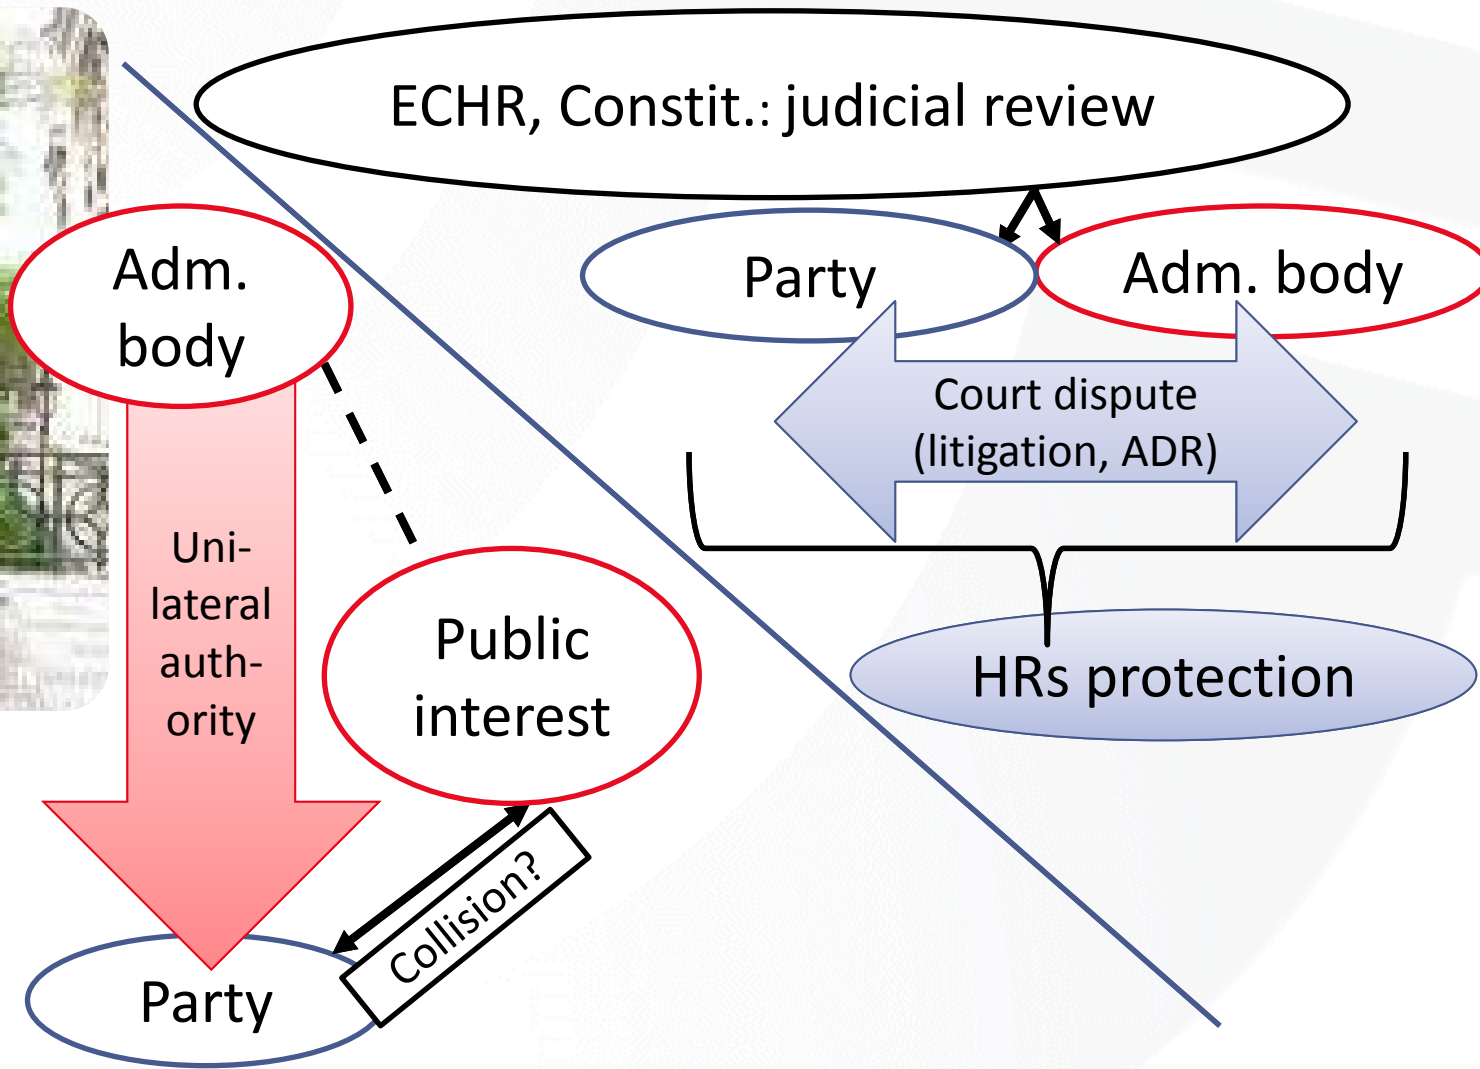 ECHR, Constit.: judicial review
Adm.
body
Party
Adm. body
Court dispute
(litigation, ADR)
Uni-
lateral
auth-
ority
Public
interest
HRs protection
Collision?
Party